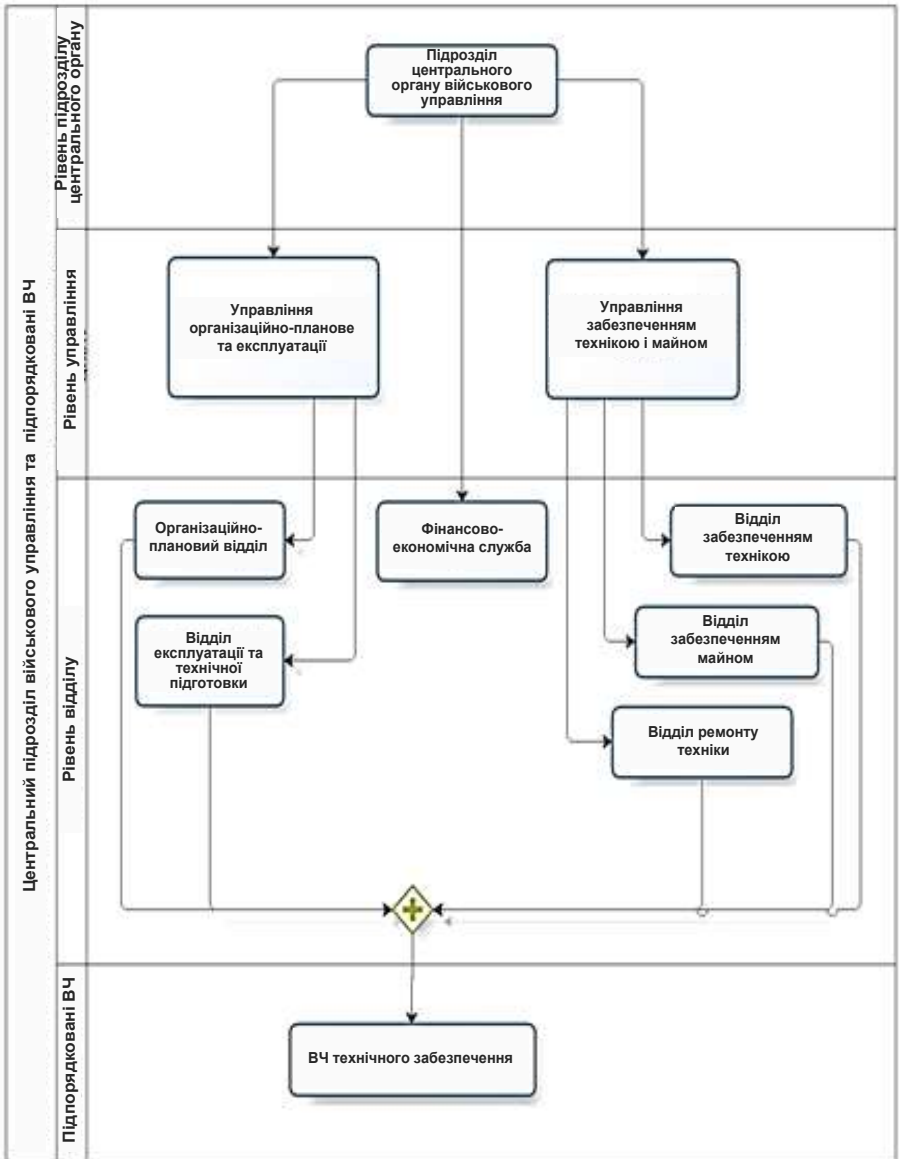 Центральний підрозділ військового управління та підпорядковані ВЧ
Рівень підрозділу
центрального органу
Підрозділ
центрального
органу військового
управління
Рівень управління
Управління
організаційно-планове
та експлуатації
Управління
забезпеченням
технікою і майном
Рівень відділу
Організаційно-
плановий відділ
Фінансово-
економічна служба
Відділ
забезпеченням
технікою
Відділ
експлуатації та
технічної
підготовки
Відділ
забезпеченням
майном
Відділ ремонту
техніки
Підпорядковані ВЧ
ВЧ технічного забезпечення